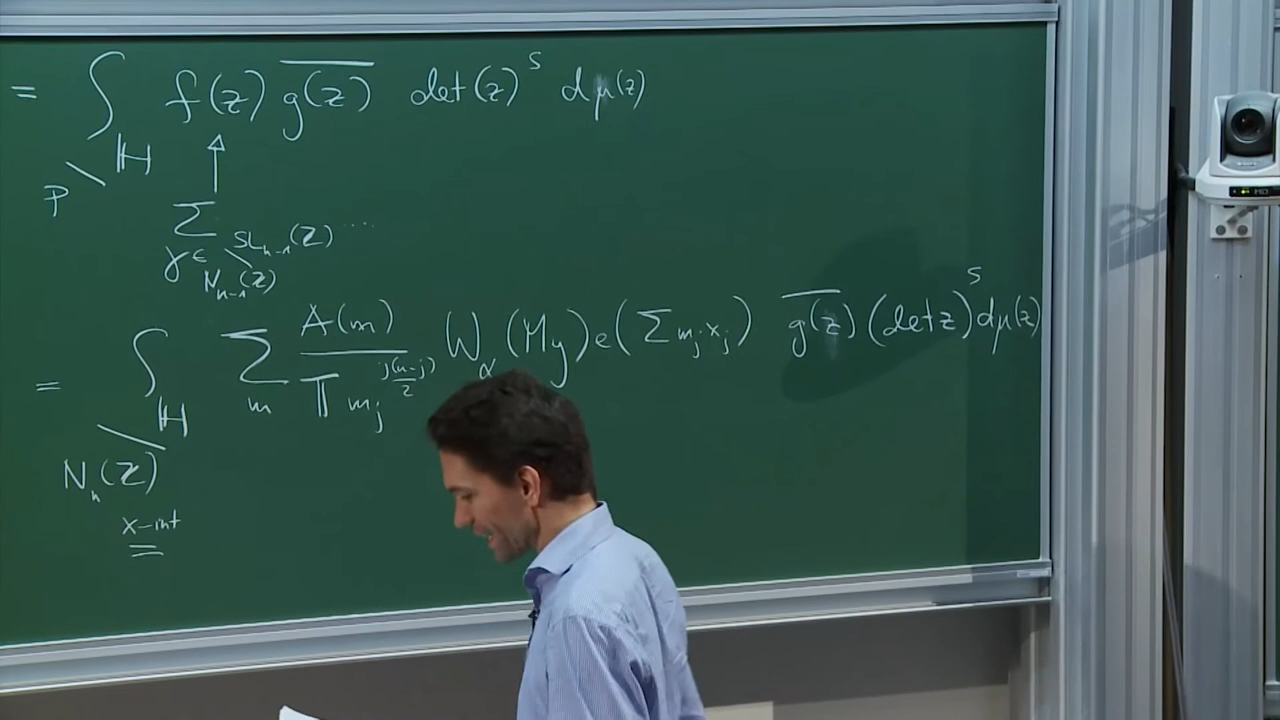 = ∫_{P\ℍ} f(z) \overline{g(z)} det(z)^s dμ(z)
↑
Σ_{γ ∈ N_{n-1}(ℤ)\SL_{n-1}(ℤ)} ...
= ∫_{N_n(ℤ)\ℍ} Σ_m A(m) / ∏ m_j^{j(n-j)/2} W_α(My) e(Σ m_j x_j) \overline{g(z)} (det z)^s dμ(z)
x-int
=